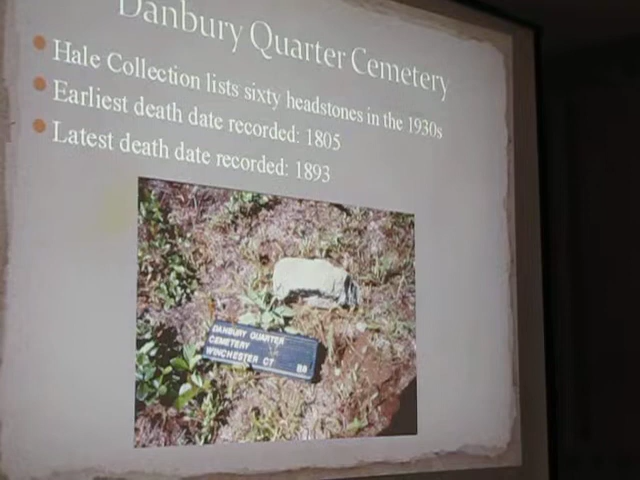 Danbury Quarter Cemetery
Hale Collection lists sixty headstones in the 1930s
Earliest death date recorded: 1805
Latest death date recorded: 1893
DANBURY QUARTER
CEMETERY
WINCHESTER CT